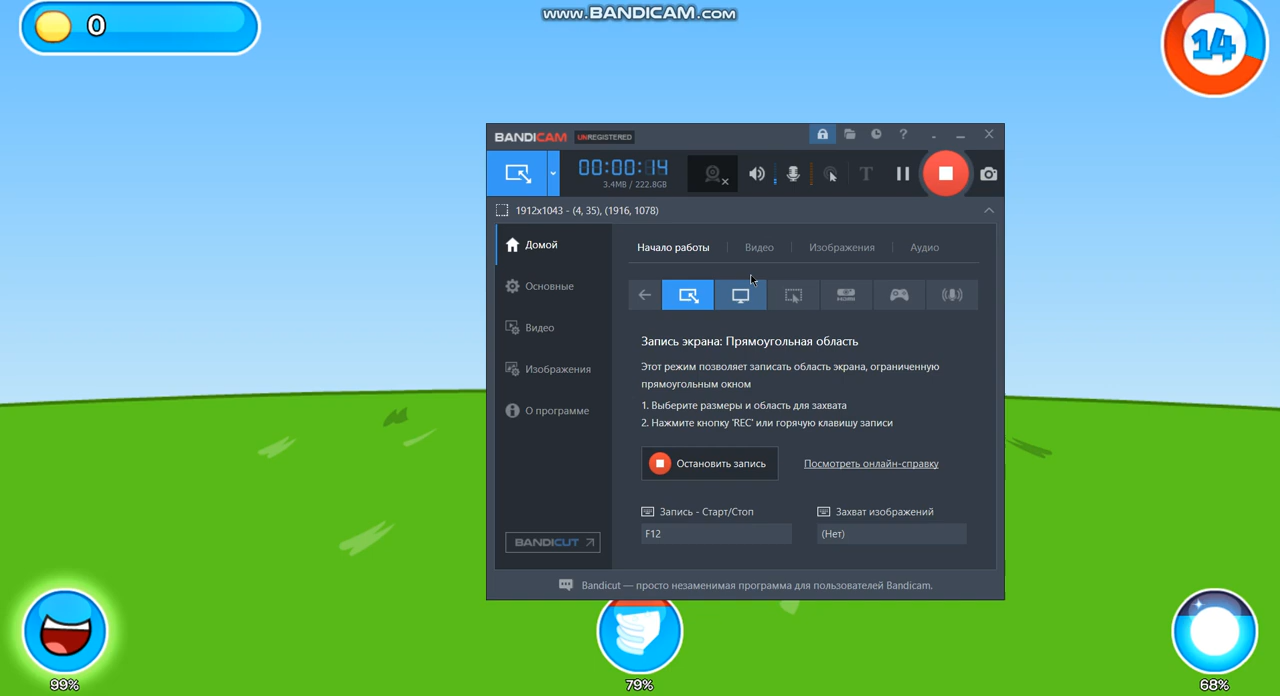 www.BANDICAM.com
0
14
BANDICAM UNREGISTERED
?
00:00:14
3.4MB / 222.8GB
T
1912x1043 - (4, 35), (1916, 1078)
Домой
Основные
Видео
Изображения
О программе
BANDICUT
Начало работы
Видео
Изображения
Аудио
HDMI
Запись экрана: Прямоугольная область
Этот режим позволяет записать область экрана, ограниченную
прямоугольным окном
1. Выберите размеры и область для захвата
2. Нажмите кнопку 'REC' или горячую клавишу записи
Остановить запись
Посмотреть онлайн-справку
Запись - Старт/Стоп
Захват изображений
F12
(Нет)
Bandicut — просто незаменимая программа для пользователей Bandicam.
99%
79%
68%